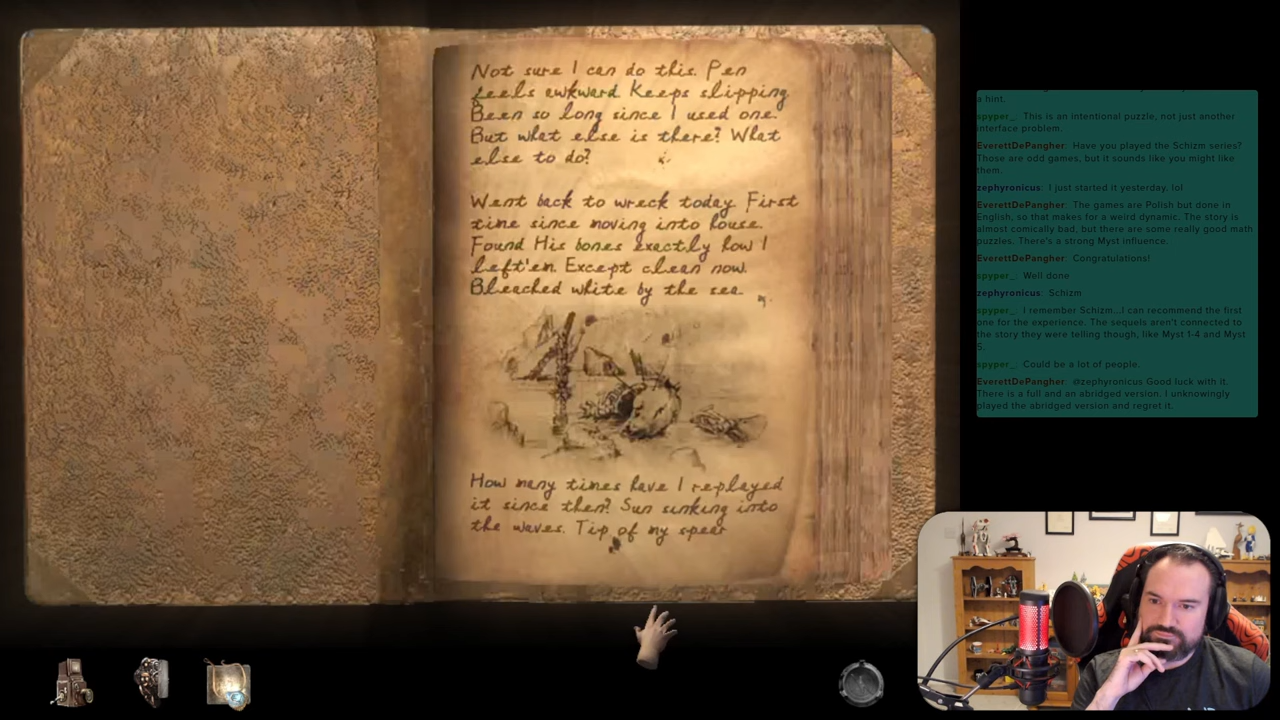 Not sure I can do this. Pen
feels awkward Keeps slipping
Been so long since I used one.
But what else is there? What
else to do?
Went back to wreck today. First
time since moving into house.
Found His bones exactly how I
left'em. Except clean now.
Bleached white by the sea.
How many times have I replayed
it since then? Sun sinking into
the waves. Tip of my spear
a hint.
spyper_: This is an intentional puzzle, not just another
interface problem.
EverettDePangher: Have you played the Schizm series?
Those are odd games, but it sounds like you might like
them.
zephyronicus: I just started it yesterday. lol
EverettDePangher: The games are Polish but done in
English, so that makes for a weird dynamic. The story is
almost comically bad, but there are some really good math
puzzles. There's a strong Myst influence.
EverettDePangher: Congratulations!
spyper_: Well done
zephyronicus: Schizm
spyper_: I remember Schizm...I can recommend the first
one for the experience. The sequels aren't connected to
the story they were telling though, like Myst 1-4 and Myst
5.
spyper_: Could be a lot of people.
EverettDePangher: @zephyronicus Good luck with it.
There is a full and an abridged version. I unknowingly
played the abridged version and regret it.